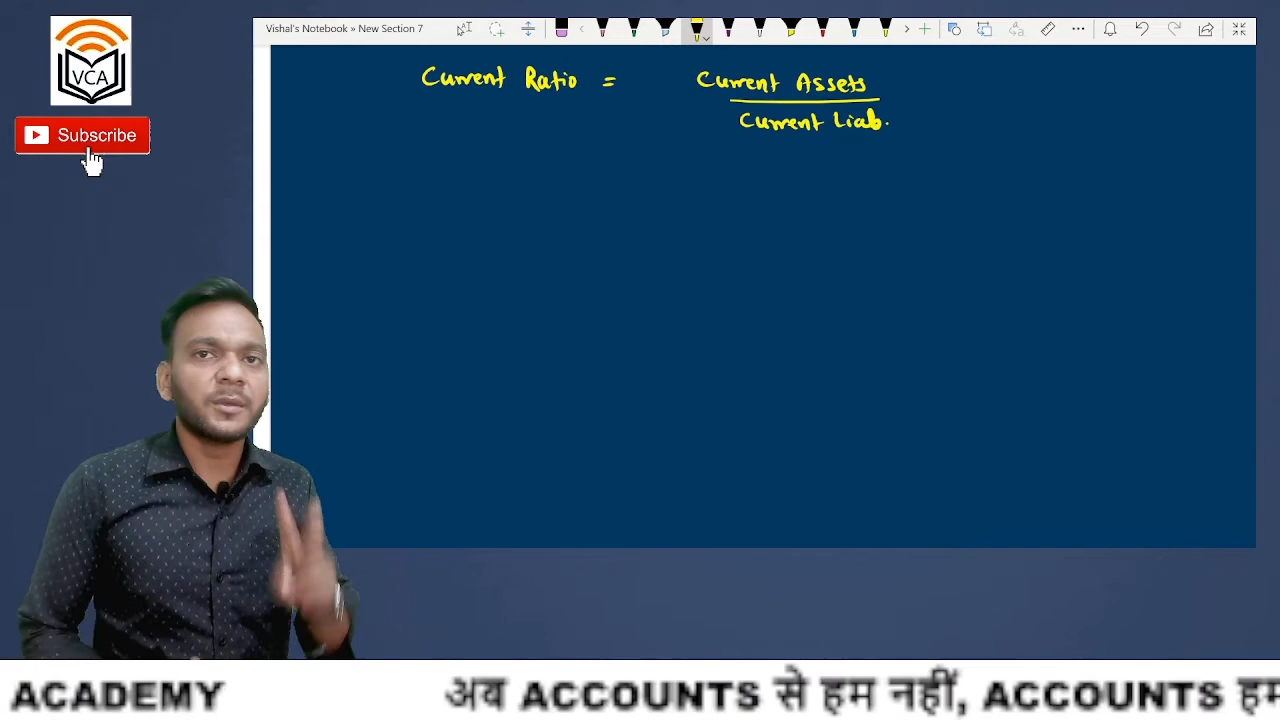 VCA
Subscribe
Vishal's Notebook » New Section 7
Current Ratio = Current Assets
Current Liab.
ACADEMY अब ACCOUNTS से हम नहीं, ACCOUNTS हम